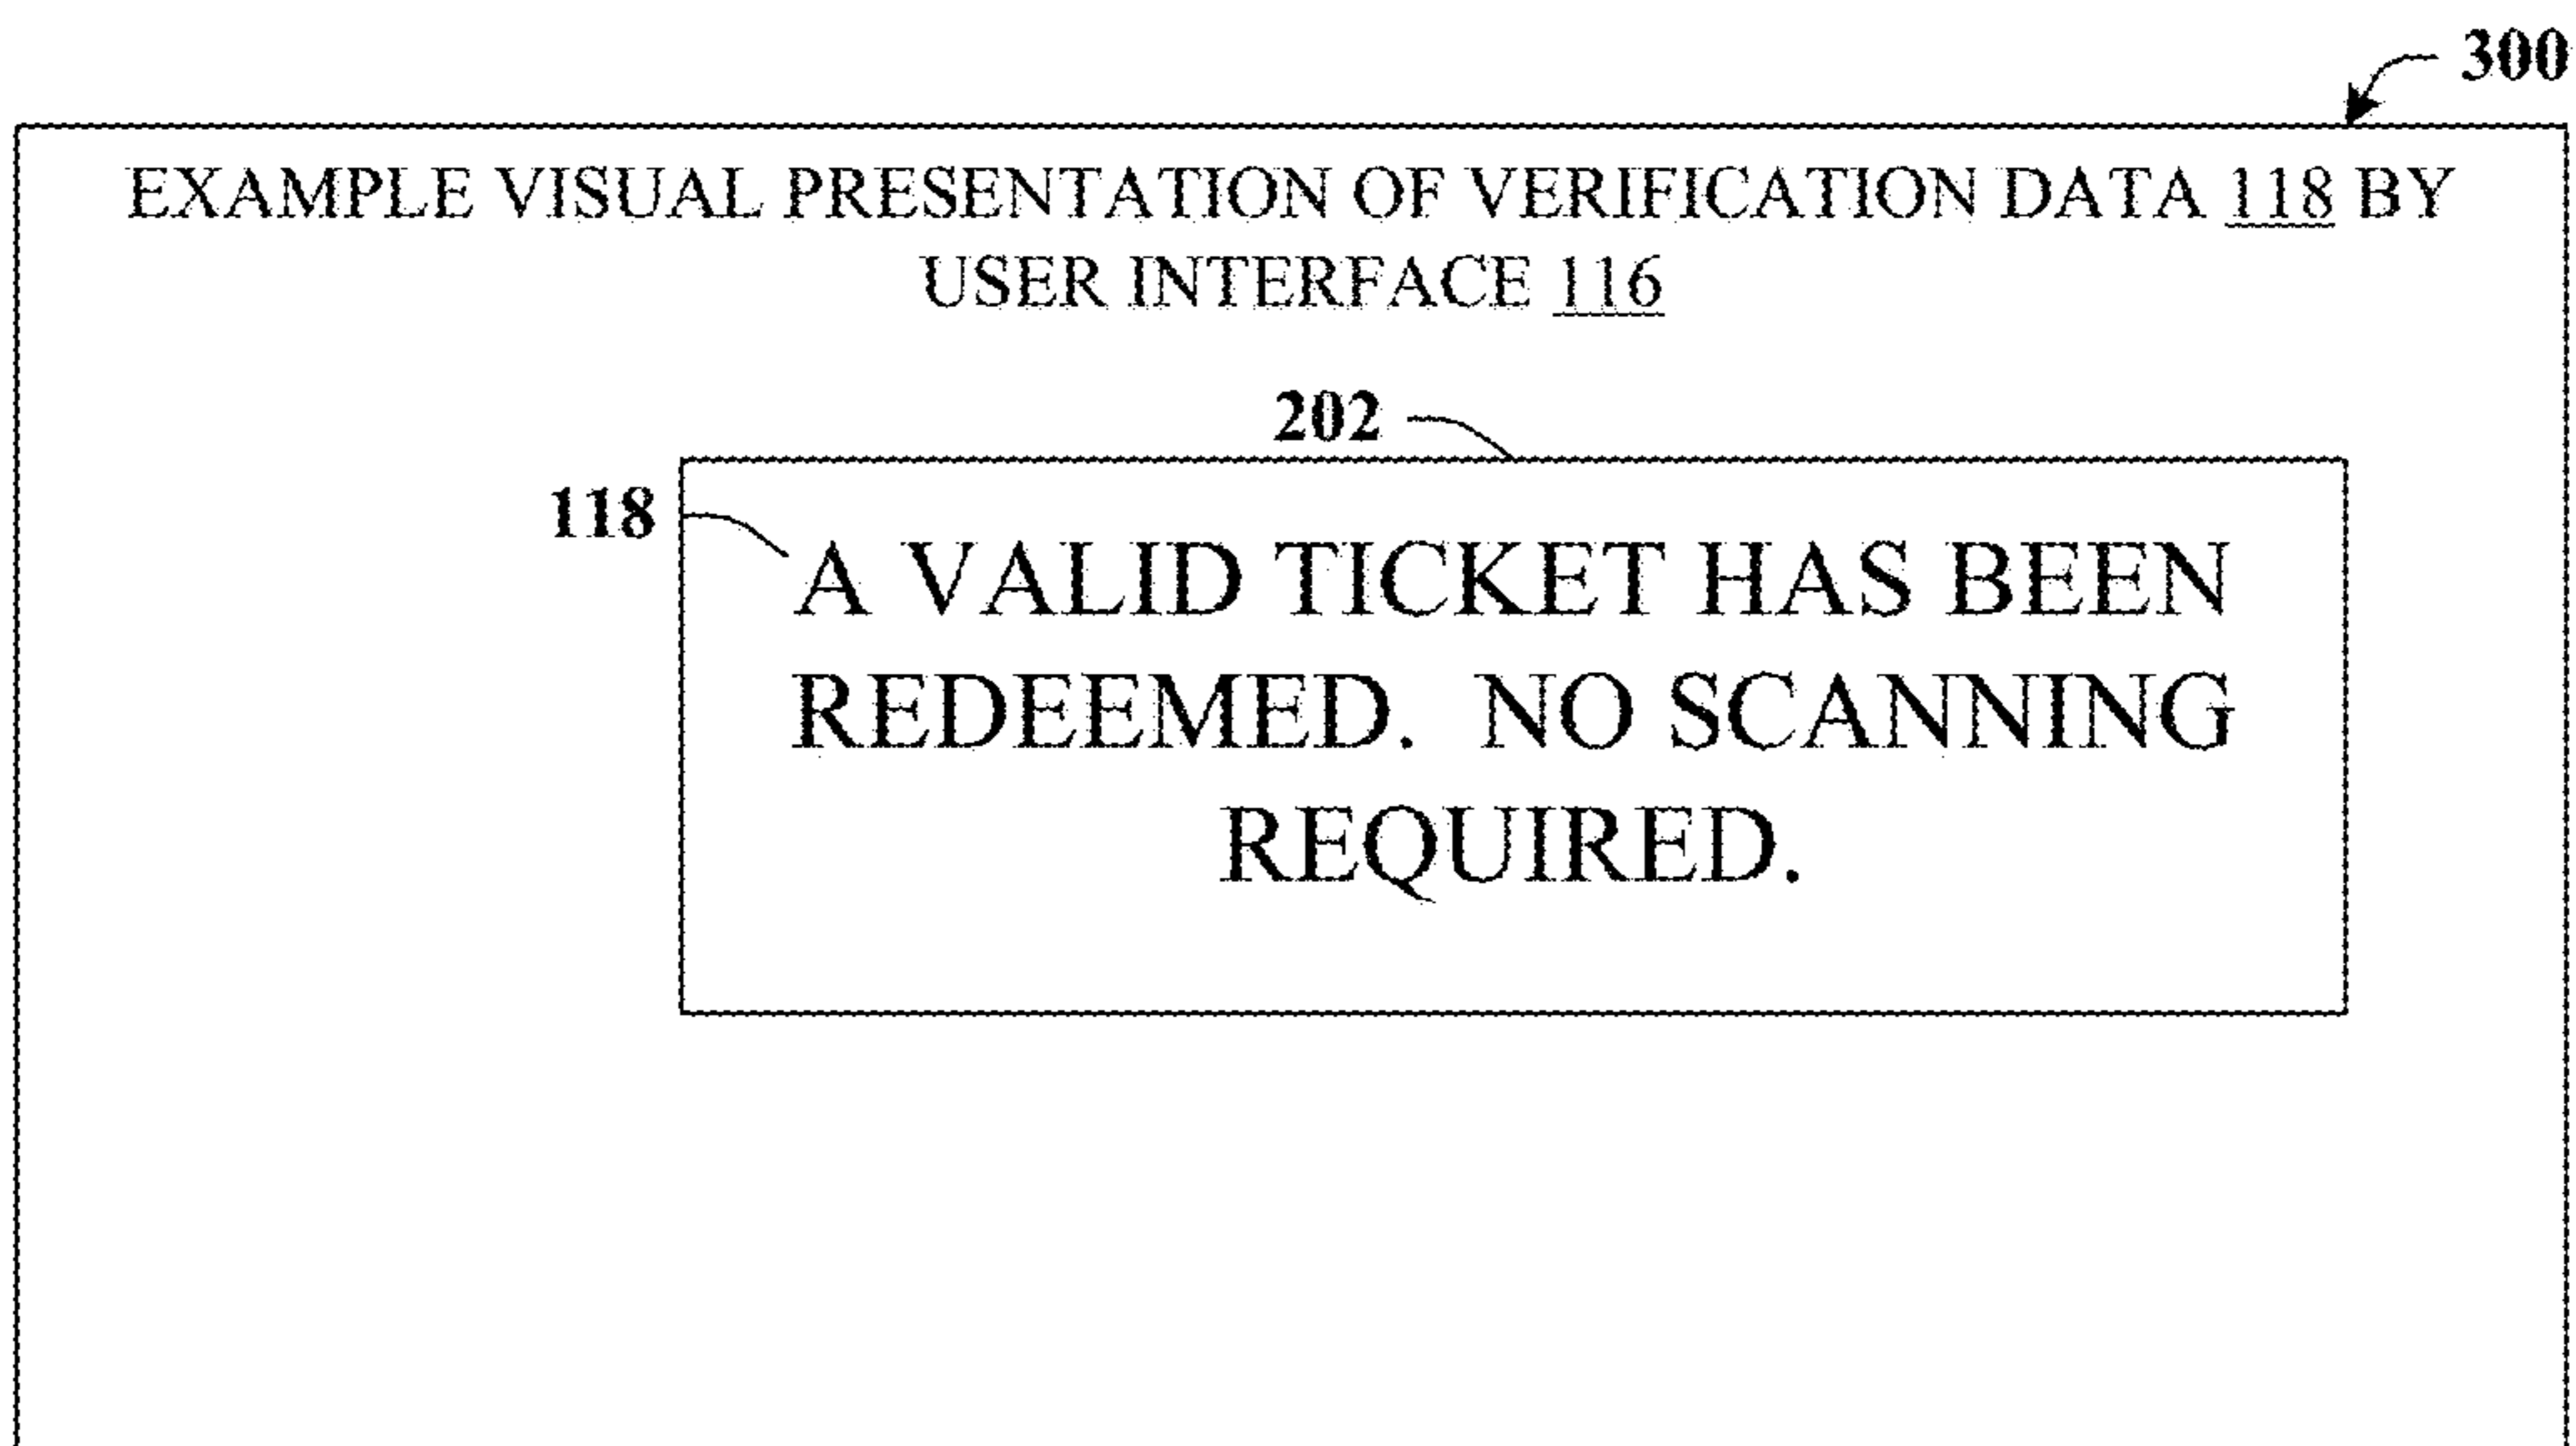 300
EXAMPLE VISUAL PRESENTATION OF VERIFICATION DATA 118 BY
USER INTERFACE 116
202
118
A VALID TICKET HAS BEEN
REDEEMED.  NO SCANNING
REQUIRED.